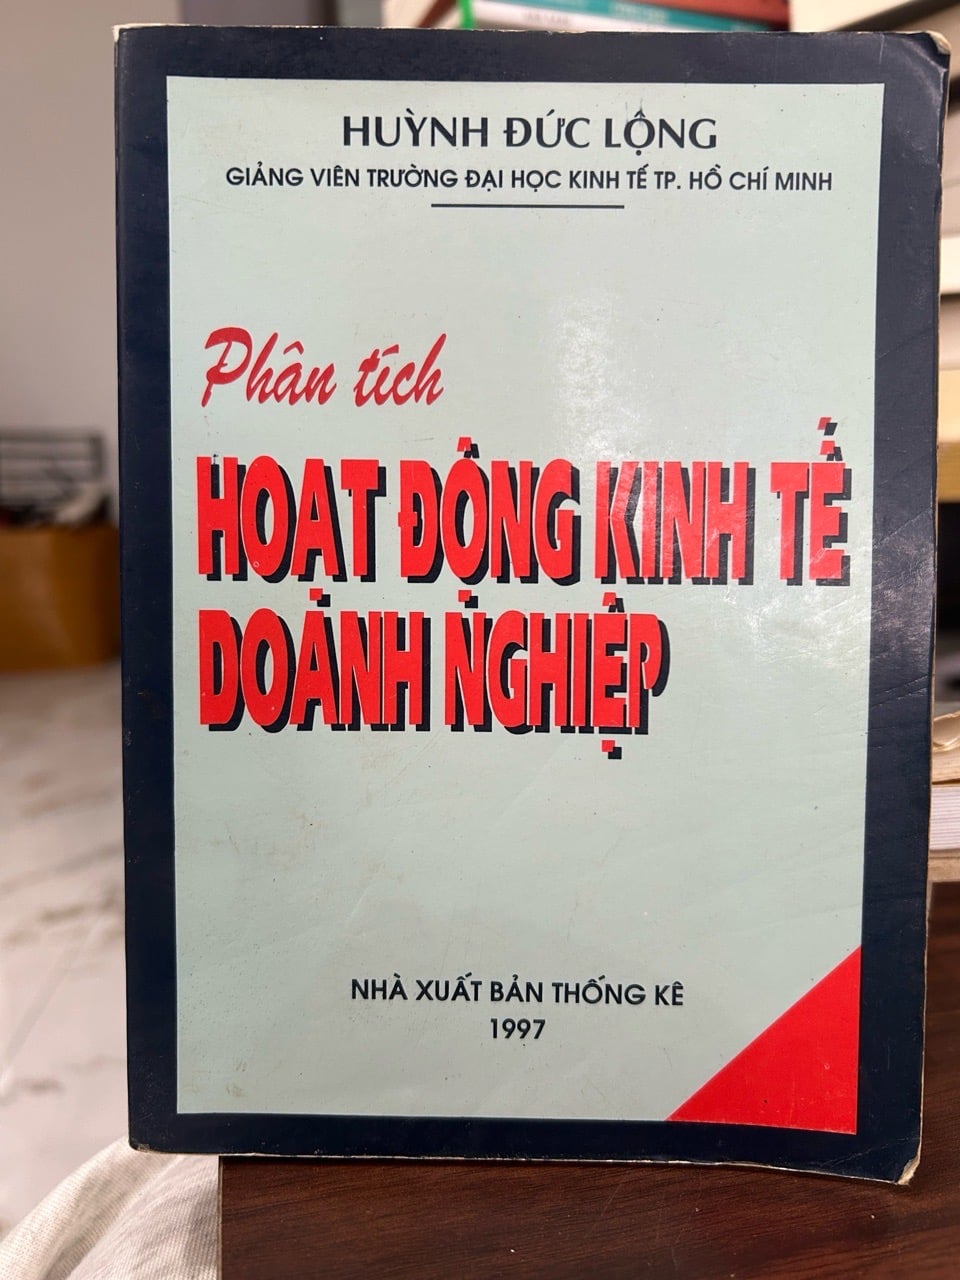 HUỲNH ĐỨC LỘNG
GIẢNG VIÊN TRƯỜNG ĐẠI HỌC KINH TẾ TP. HỒ CHÍ MINH
Phân tích
HOẠT ĐỘNG KINH TẾ
DOANH NGHIỆP
NHÀ XUẤT BẢN THỐNG KÊ
1997